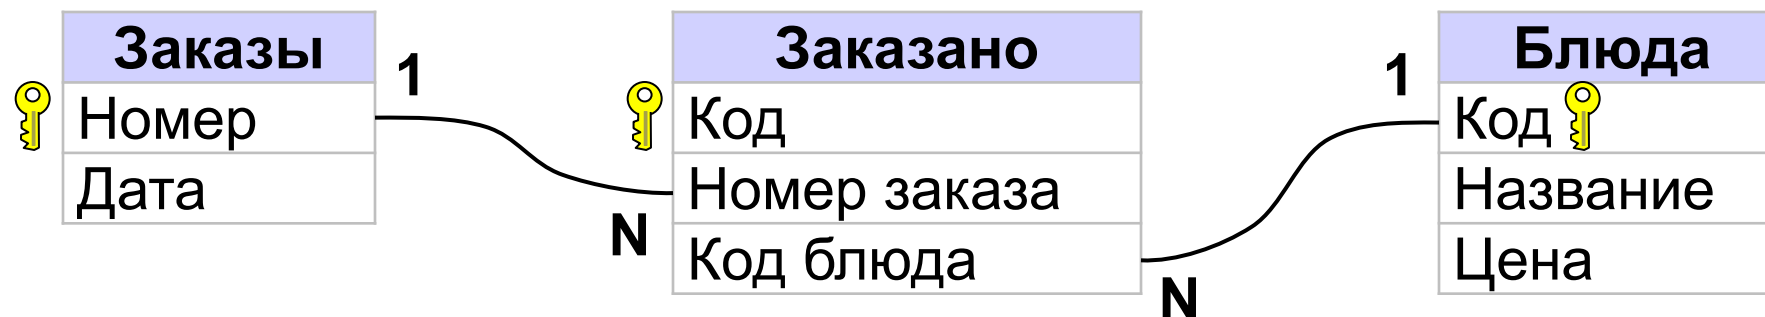 Заказы
Номер
Дата
1
N
Заказано
Код
Номер заказа
Код блюда
N
1
Блюда
Код
Название
Цена